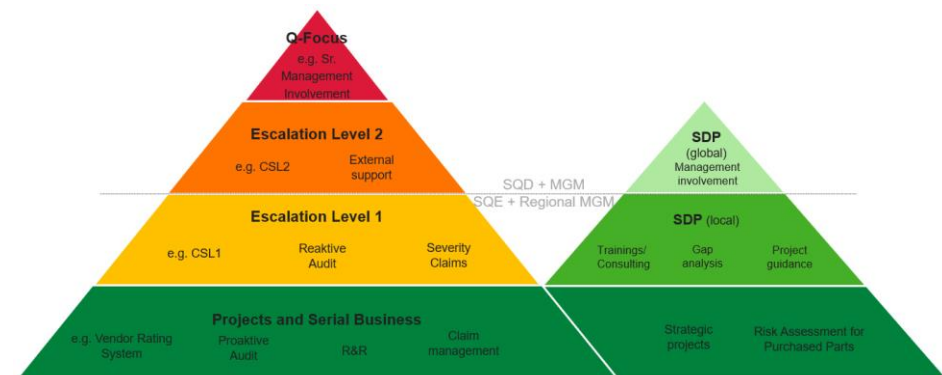 Q-Focus
e.g. Sr.
Management
Involvement
Escalation Level 2
e.g. CSL2
External
support
SDP
(global)
Management
involvement
SQD + MGM
SQE + Regional MGM
Escalation Level 1
e.g. CSL1
Reaktive
Audit
Severity
Claims
SDP (local)
Trainings/
Consulting
Gap
analysis
Project
guidance
Projects and Serial Business
e.g. Vendor Rating
System
Proaktive
Audit
R&R
Claim
management
Strategic
projects
Risk Assessment for
Purchased Parts